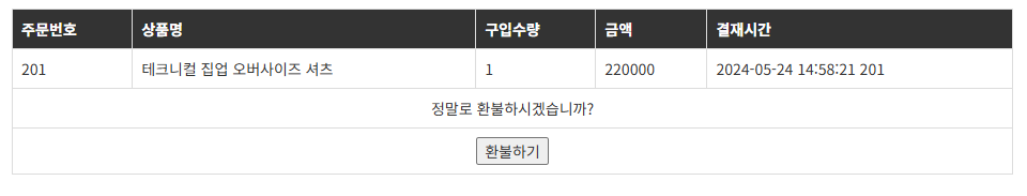 주문번호 상품명 구입수량 금액 결재시간
201 테크니컬 집업 오버사이즈 셔츠 1 220000 2024-05-24 14:58:21 201
정말로 환불하시겠습니까?
환불하기